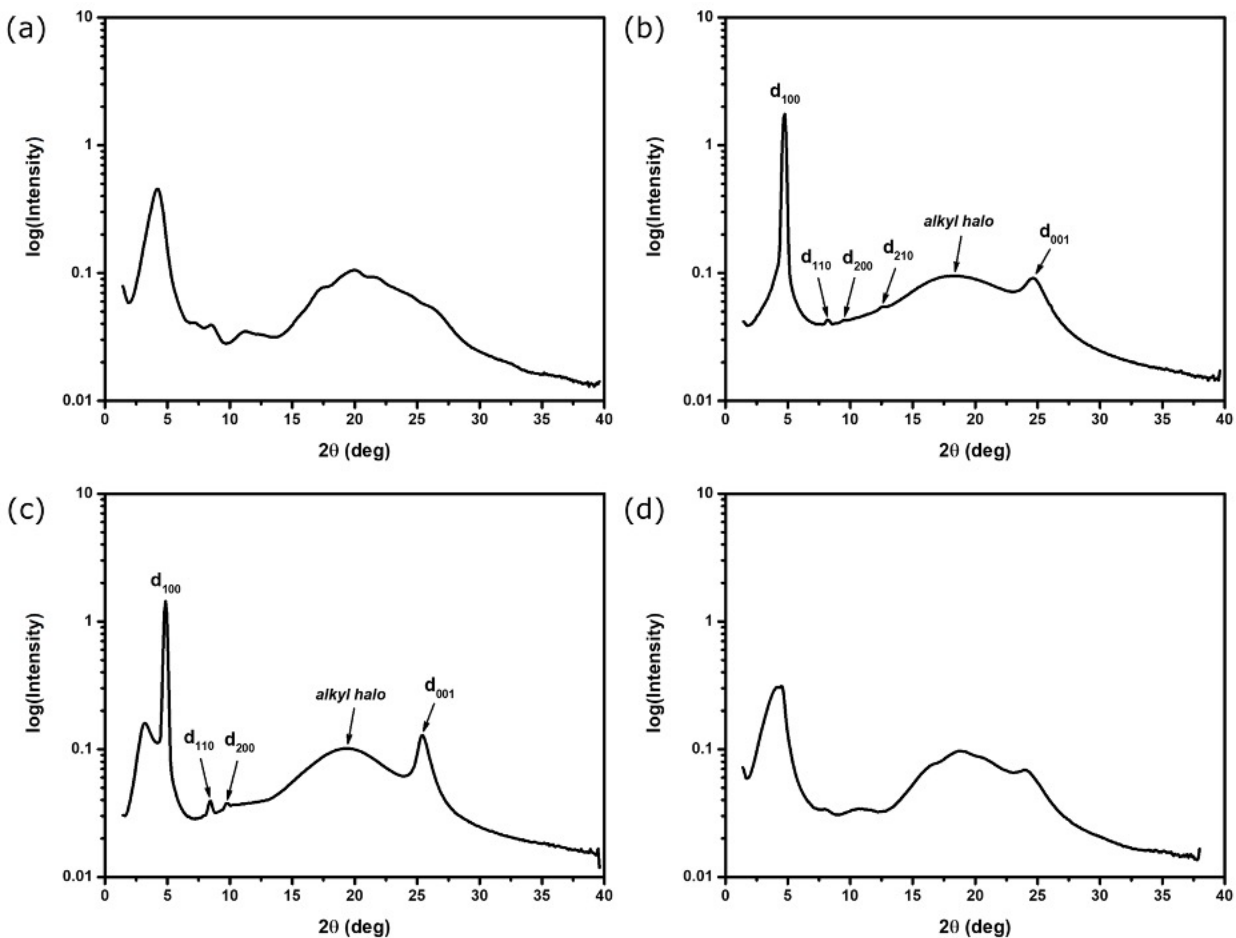 (a)
10
1
0.1
0.01
log(Intensity)
0 5 10 15 20 25 30 35 40
2θ (deg)
(b)
10
1
0.1
0.01
log(Intensity)
d100
d110
d200
d210
alkyl halo
d001
0 5 10 15 20 25 30 35 40
2θ (deg)
(c)
10
1
0.1
0.01
log(Intensity)
d100
d110
d200
alkyl halo
d001
0 5 10 15 20 25 30 35 40
2θ (deg)
(d)
10
1
0.1
0.01
log(Intensity)
0 5 10 15 20 25 30 35 40
2θ (deg)